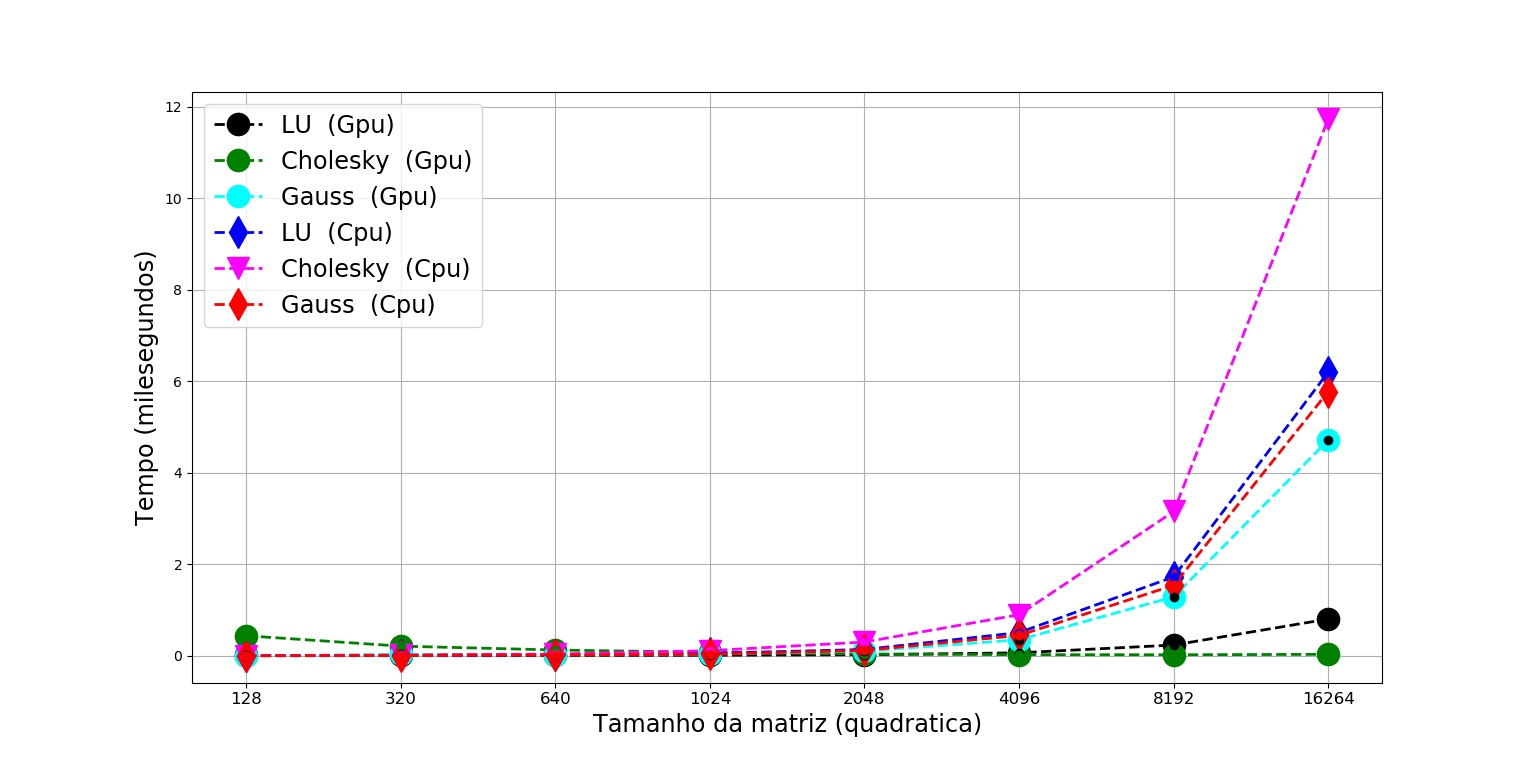 12
10
8
6
4
2
0
Tempo (milesegundos)
LU (Gpu)
Cholesky (Gpu)
Gauss (Gpu)
LU (Cpu)
Cholesky (Cpu)
Gauss (Cpu)
128 320 640 1024 2048 4096 8192 16264
Tamanho da matriz (quadratica)